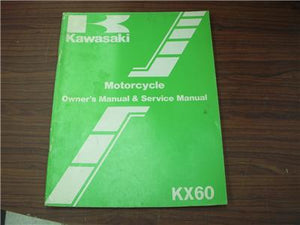 Kawasaki
Motorcycle
Owner's Manual & Service Manual
KX60